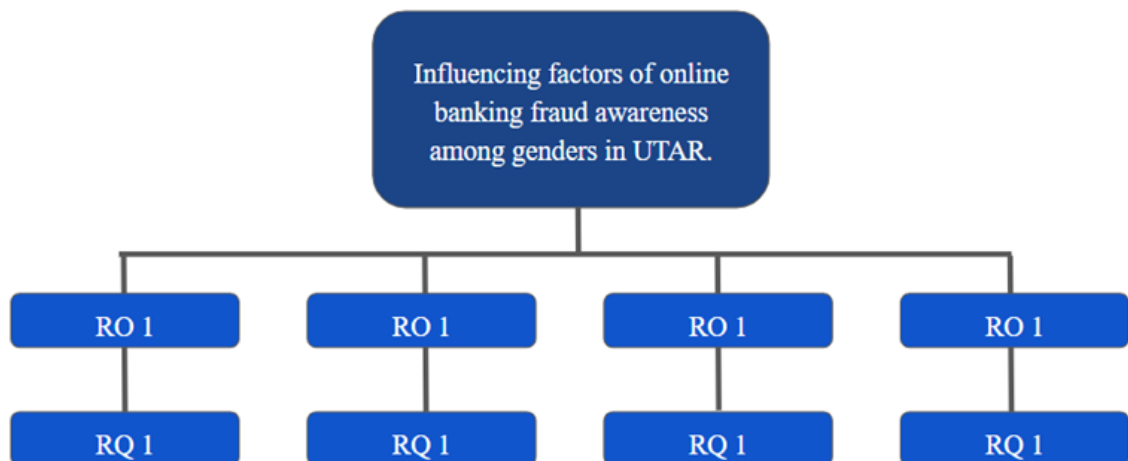 Influencing factors of online
banking fraud awareness
among genders in UTAR.
RO 1 RO 1 RO 1 RO 1
RQ 1 RQ 1 RQ 1 RQ 1